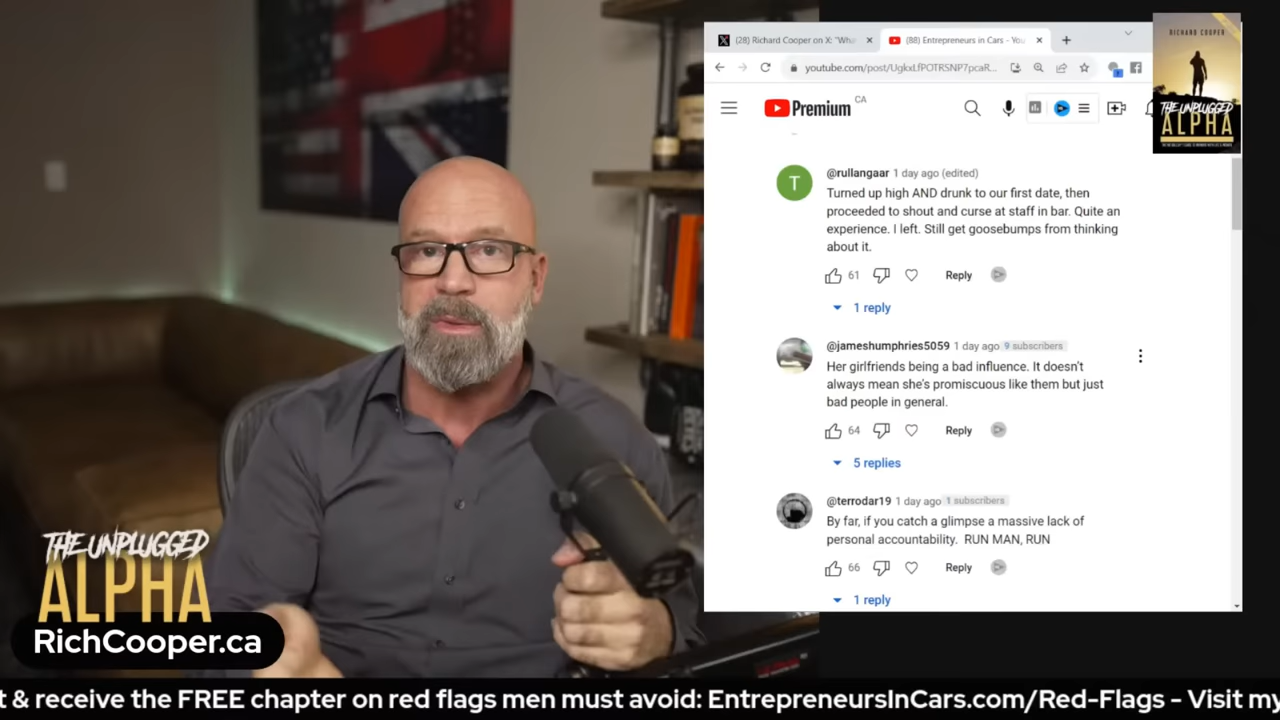 (28) Richard Cooper on X: "Wha
(88) Entrepreneurs in Cars - You
youtube.com/post/UgkxLfPOTRSNP7pcaR...
Premium CA
RICHARD COOPER
THE UNPLUGGED
ALPHA
@rullangaar 1 day ago (edited)
T
Turned up high AND drunk to our first date, then
proceeded to shout and curse at staff in bar. Quite an
experience. I left. Still get goosebumps from thinking
about it.
61 Reply
1 reply
@jameshumphries5059 1 day ago 9 subscribers
Her girlfriends being a bad influence. It doesn't
always mean she's promiscuous like them but just
bad people in general.
64 Reply
5 replies
@terrodar19 1 day ago 1 subscribers
By far, if you catch a glimpse a massive lack of
personal accountability. RUN MAN, RUN
66 Reply
1 reply
THE UNPLUGGED
ALPHA
RichCooper.ca
t & receive the FREE chapter on red flags men must avoid: EntrepreneursInCars.com/Red-Flags - Visit my